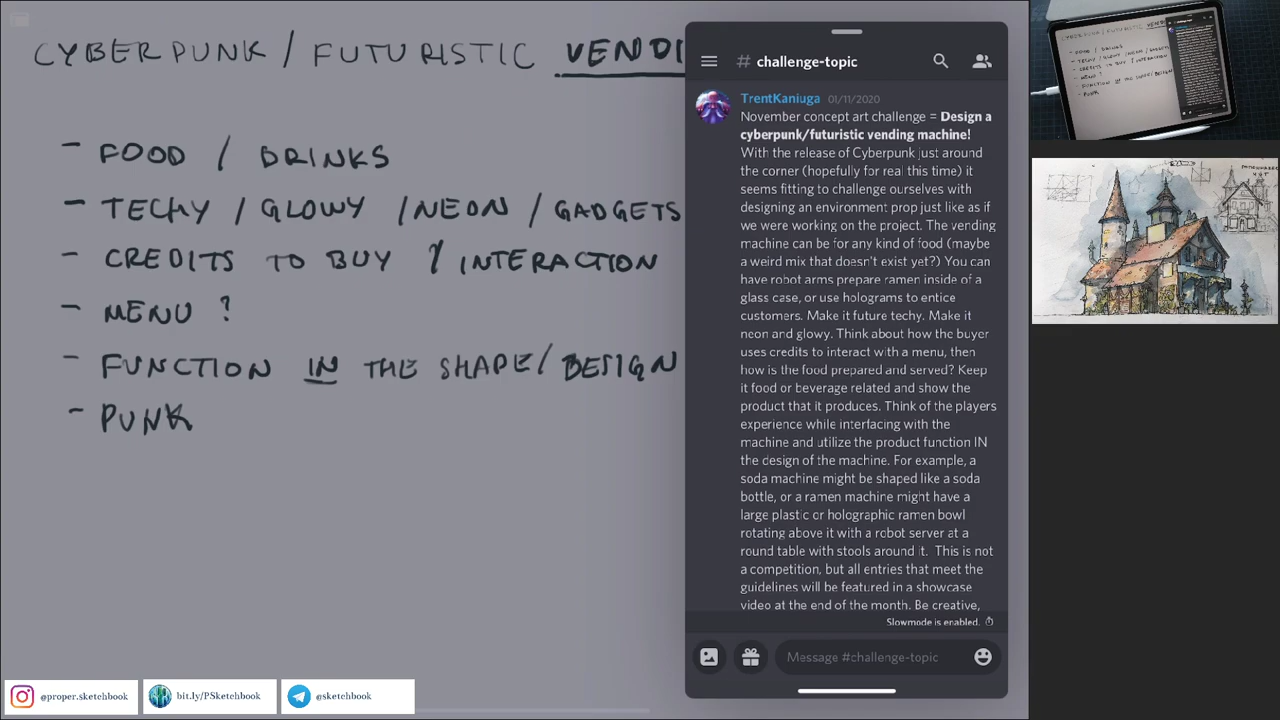 CYBERPUNK / FUTURISTIC VENDI
- FOOD / DRINKS
- TECHY / GLOWY / NEON / GADGETS
- CREDITS TO BUY / INTERACTION
- MENU ?
- FUNCTION IN THE SHAPE / DESIGN
- PUNK
# challenge-topic
TrentKaniuga 01/11/2020
November concept art challenge = Design a
cyberpunk/futuristic vending machine!
With the release of Cyberpunk just around
the corner (hopefully for real this time) it
seems fitting to challenge ourselves with
designing an environment prop just like as if
we were working on the project. The vending
machine can be for any kind of food (maybe
a weird mix that doesn't exist yet?) You can
have robot arms prepare ramen inside of a
glass case, or use holograms to entice
customers. Make it future techy. Make it
neon and glowy. Think about how the buyer
uses credits to interact with a menu, then
how is the food prepared and served? Keep
it food or beverage related and show the
product that it produces. Think of the players
experience while interfacing with the
machine and utilize the product function IN
the design of the machine. For example, a
soda machine might be shaped like a soda
bottle, or a ramen machine might have a
large plastic or holographic ramen bowl
rotating above it with a robot server at a
round table with stools around it. This is not
a competition, but all entries that meet the
guidelines will be featured in a showcase
video at the end of the month. Be creative,
Slowmode is enabled.
Message #challenge-topic
@proper.sketchbook
bit.ly/PSketchbook
@sketchbook